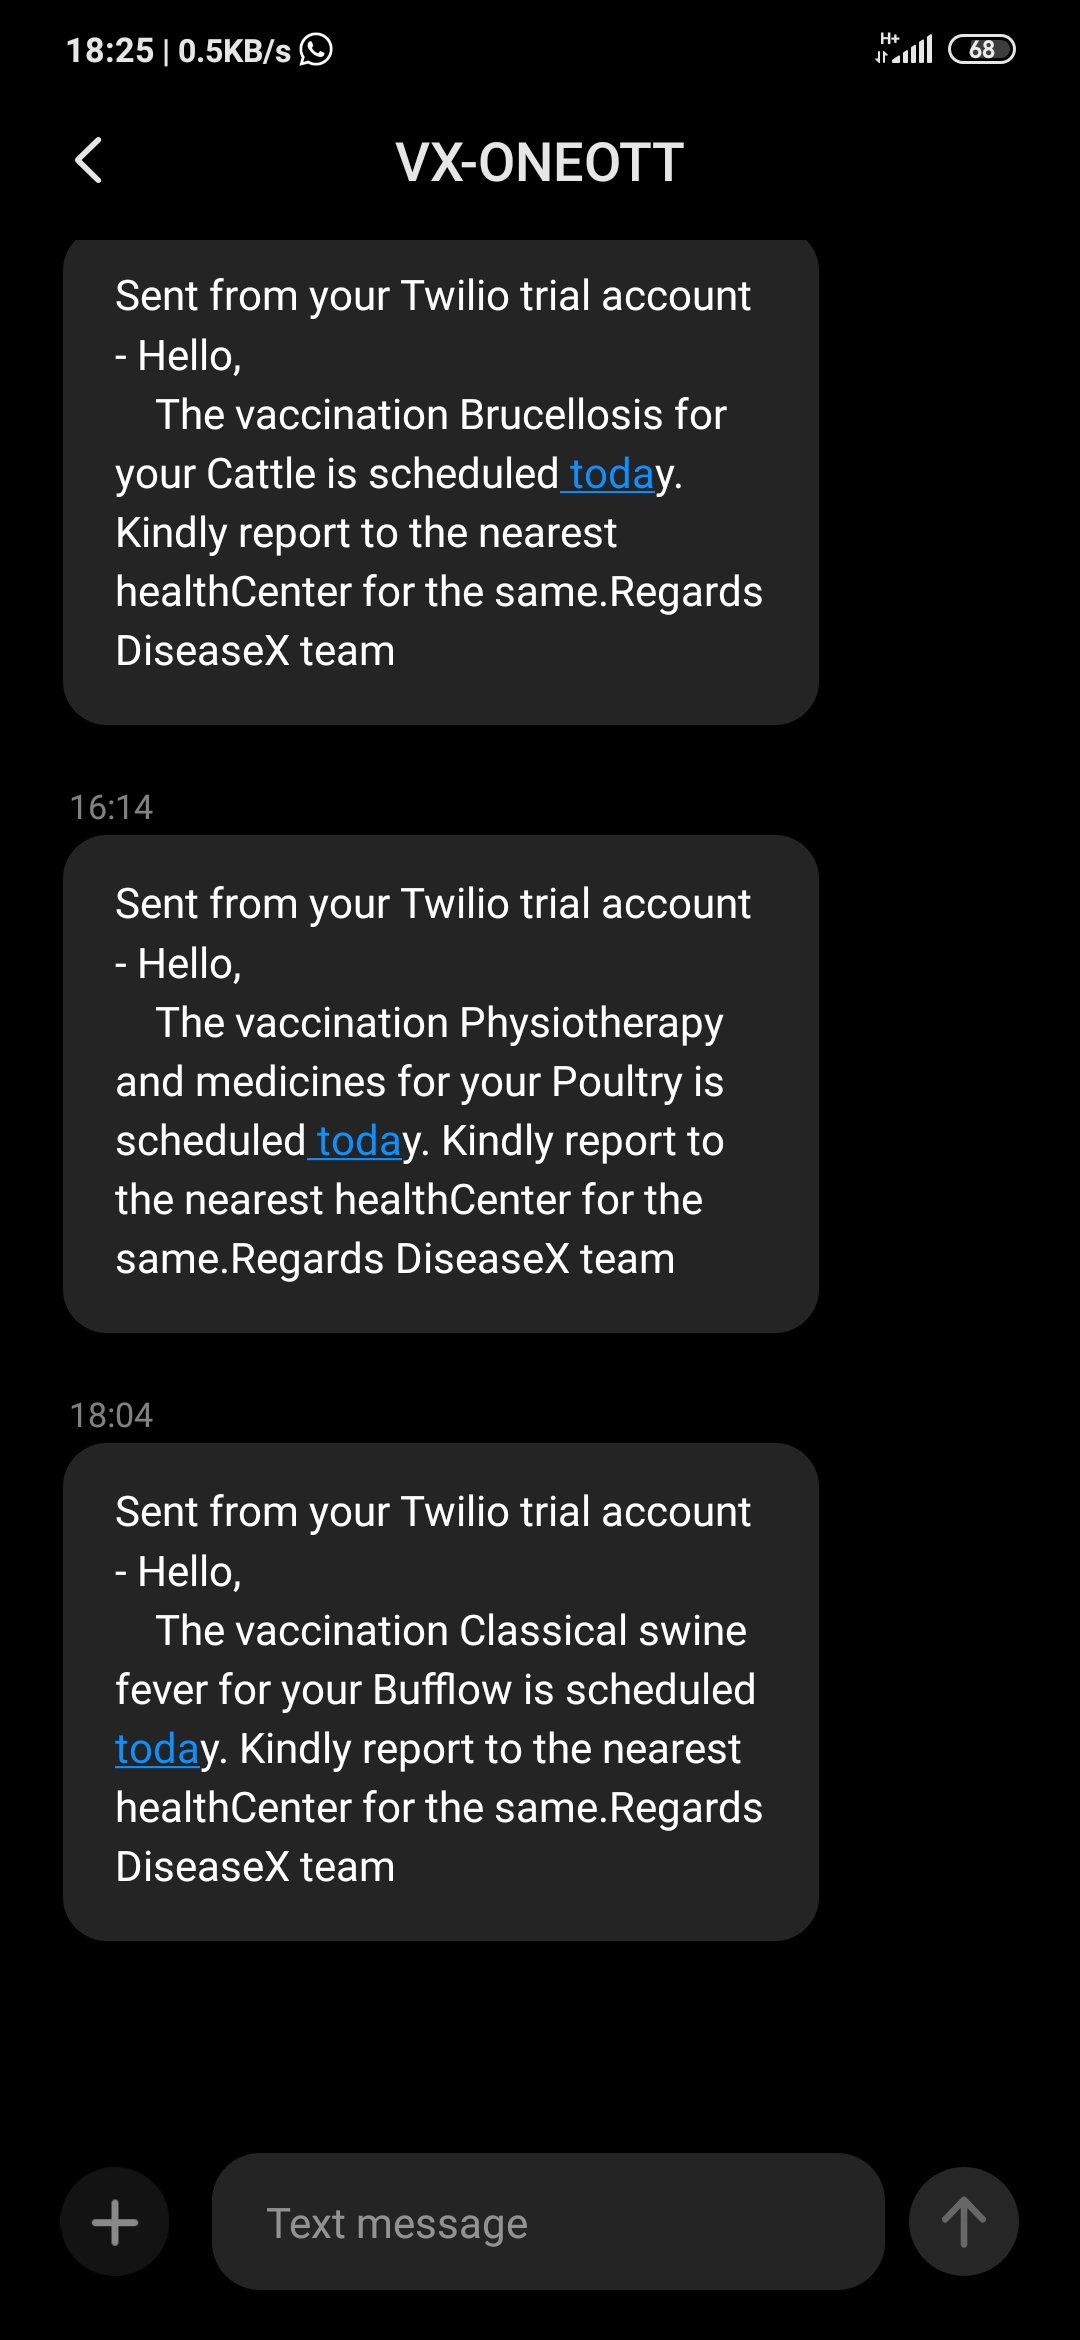 18:25 | 0.5KB/s
H+
68
VX-ONEOTT
Sent from your Twilio trial account
- Hello,
The vaccination Brucellosis for
your Cattle is scheduled today.
Kindly report to the nearest
healthCenter for the same.Regards
DiseaseX team
16:14
Sent from your Twilio trial account
- Hello,
The vaccination Physiotherapy
and medicines for your Poultry is
scheduled today. Kindly report to
the nearest healthCenter for the
same.Regards DiseaseX team
18:04
Sent from your Twilio trial account
- Hello,
The vaccination Classical swine
fever for your Bufflow is scheduled
today. Kindly report to the nearest
healthCenter for the same.Regards
DiseaseX team
Text message